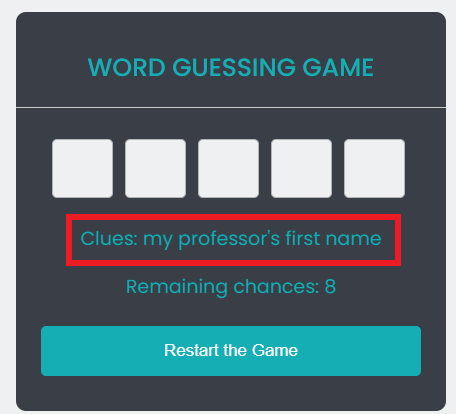 WORD GUESSING GAME
Clues: my professor's first name
Remaining chances: 8
Restart the Game